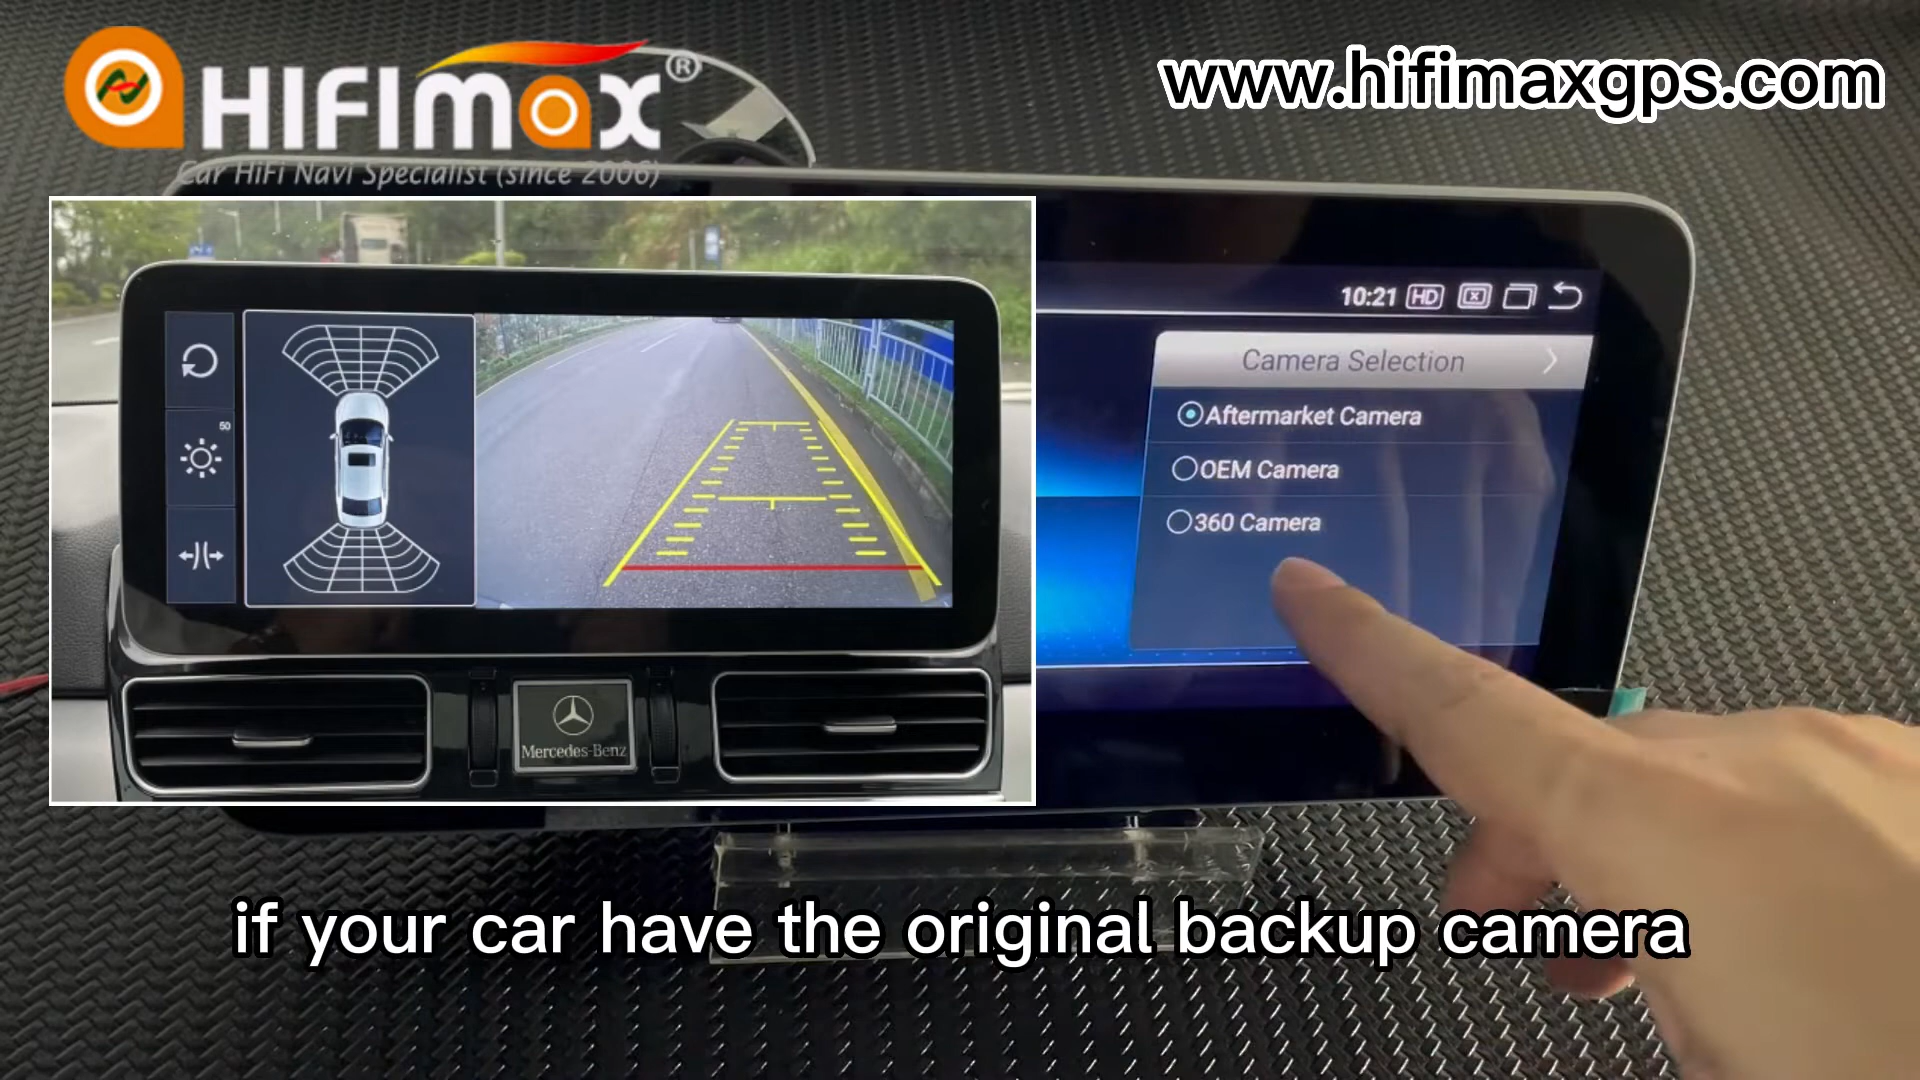 HIFIMAX®
www.hifimaxgps.com
Car HiFi Navi Specialist (since 2006)
10:21 HD
Camera Selection
Aftermarket Camera
OEM Camera
360 Camera
50
Mercedes-Benz
if your car have the original backup camera